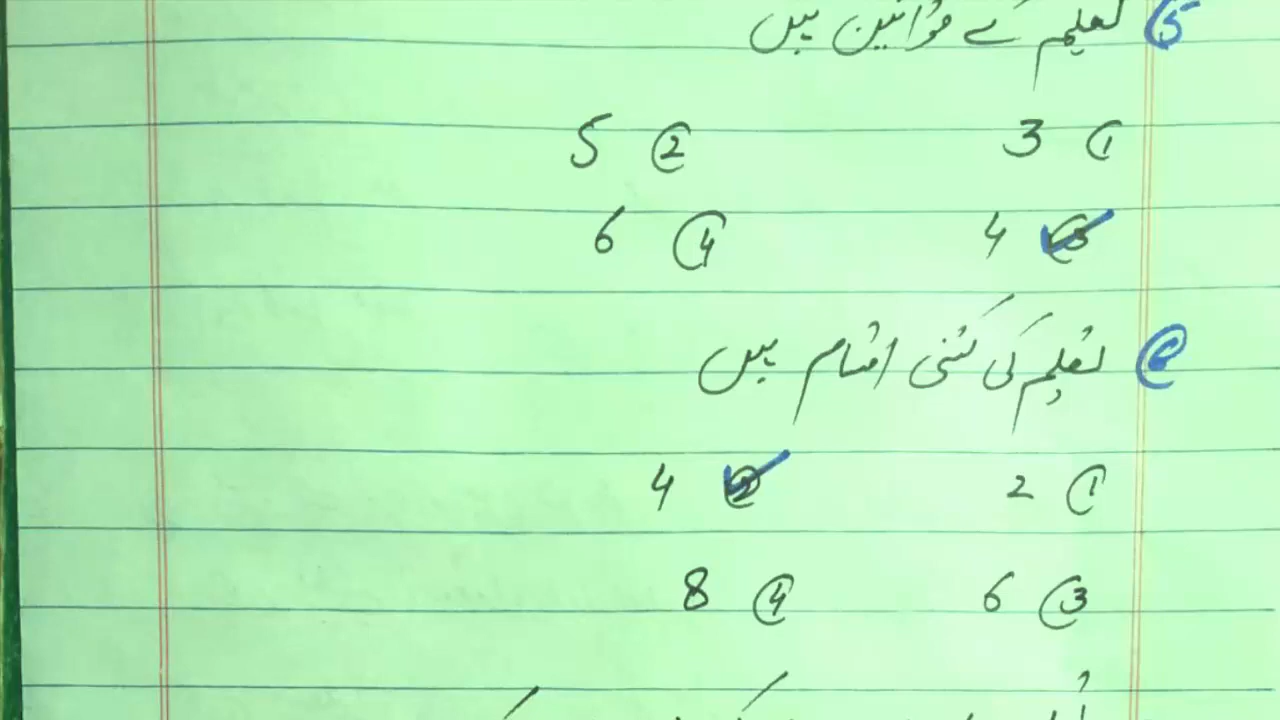 5 تعلیم کے قوانین ہیں
1 3 2 5
3 4 4 6
6 تعلیم کی کتنی اقسام ہیں
1 2 2 4
3 6 4 8